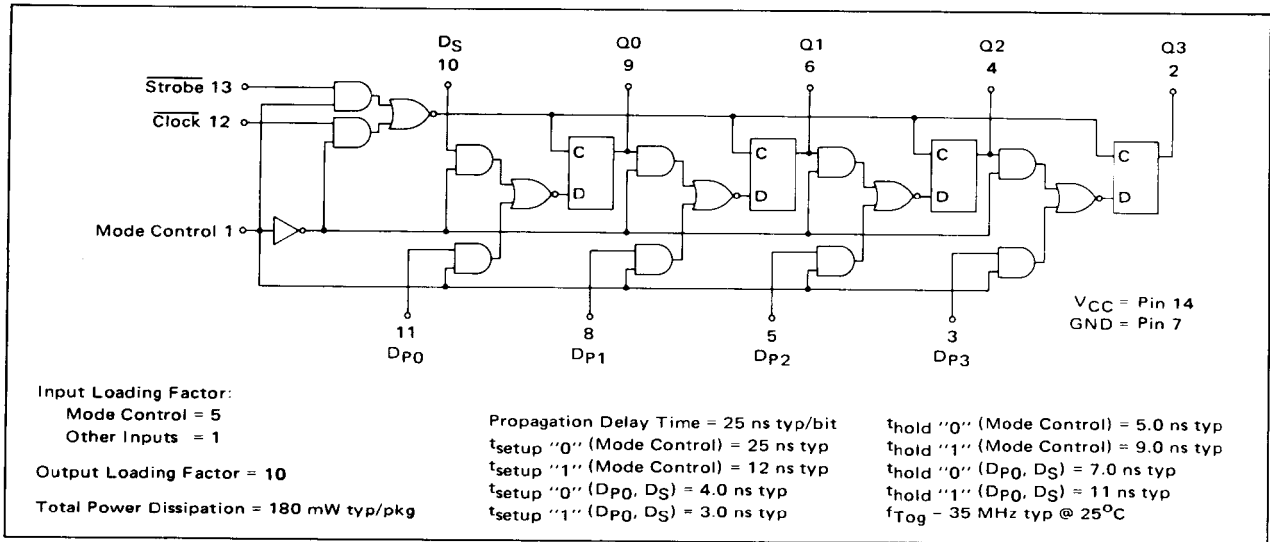 DS Q0 Q1 Q2 Q3
10 9 6 4 2
Strobe 13
Clock 12
C C C C
D D D D
Mode Control 1
11 8 5 3
DP0 DP1 DP2 DP3
VCC = Pin 14
GND = Pin 7
Input Loading Factor:
Mode Control = 5
Other Inputs = 1
Output Loading Factor = 10
Total Power Dissipation = 180 mW typ/pkg
Propagation Delay Time = 25 ns typ/bit
tsetup "0" (Mode Control) = 25 ns typ
tsetup "1" (Mode Control) = 12 ns typ
tsetup "0" (DP0, DS) = 4.0 ns typ
tsetup "1" (DP0, DS) = 3.0 ns typ
thold "0" (Mode Control) = 5.0 ns typ
thold "1" (Mode Control) = 9.0 ns typ
thold "0" (DP0, DS) = 7.0 ns typ
thold "1" (DP0, DS) = 11 ns typ
fTog – 35 MHz typ @ 25°C